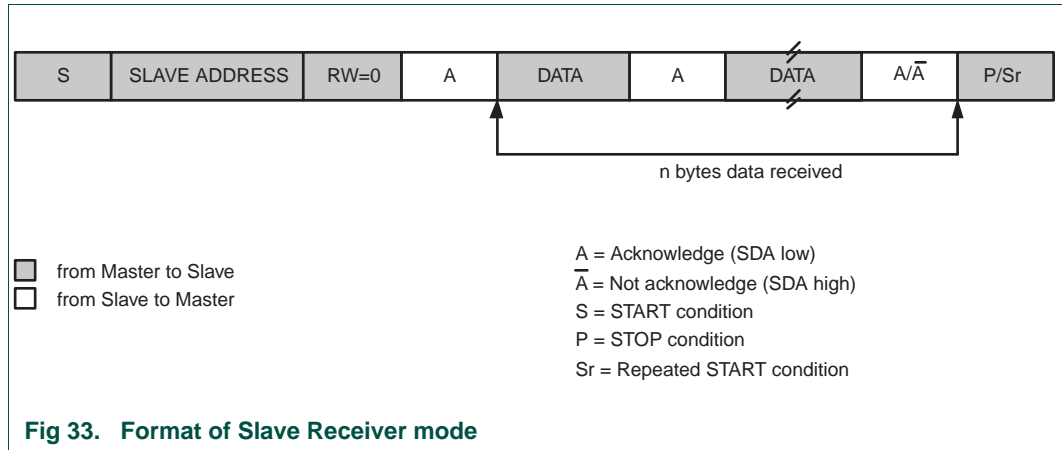 S SLAVE ADDRESS RW=0 A DATA A DATA A/A̅ P/Sr
n bytes data received
from Master to Slave
from Slave to Master
A = Acknowledge (SDA low)
A̅ = Not acknowledge (SDA high)
S = START condition
P = STOP condition
Sr = Repeated START condition
Fig 33. Format of Slave Receiver mode